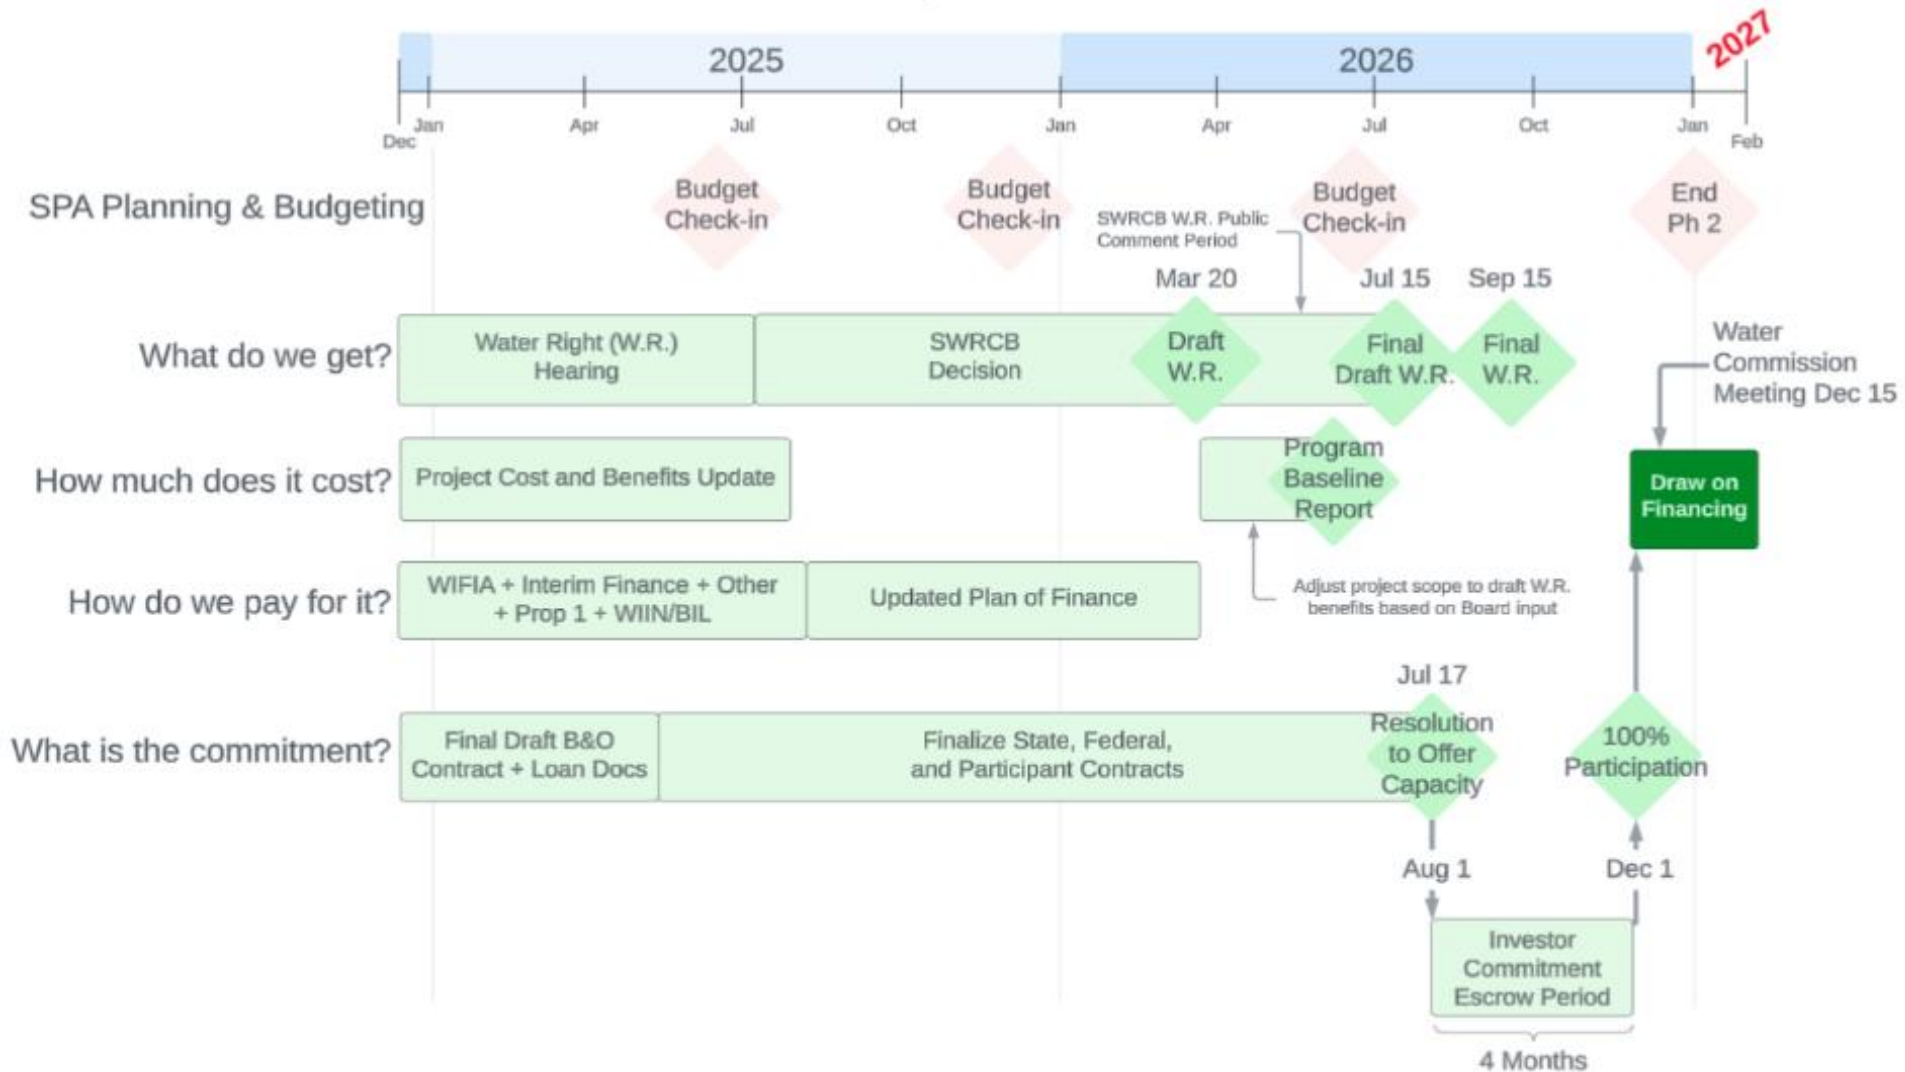 2025
2026
2027
Dec
Jan
Apr
Jul
Oct
Jan
Apr
Jul
Oct
Jan
Feb
SPA Planning & Budgeting
Budget
Check-in
Budget
Check-in
SWRCB W.R. Public
Comment Period
Budget
Check-in
End
Ph 2
Mar 20
Jul 15
Sep 15
What do we get?
Water Right (W.R.)
Hearing
SWRCB
Decision
Draft
W.R.
Final
Draft W.R.
Final
W.R.
Water
Commission
Meeting Dec 15
How much does it cost?
Project Cost and Benefits Update
Program
Baseline
Report
Draw on
Financing
How do we pay for it?
WIFIA + Interim Finance + Other
+ Prop 1 + WIIN/BIL
Updated Plan of Finance
Adjust project scope to draft W.R.
benefits based on Board input
Jul 17
What is the commitment?
Final Draft B&O
Contract + Loan Docs
Finalize State, Federal,
and Participant Contracts
Resolution
to Offer
Capacity
100%
Participation
Aug 1
Dec 1
Investor
Commitment
Escrow Period
4 Months